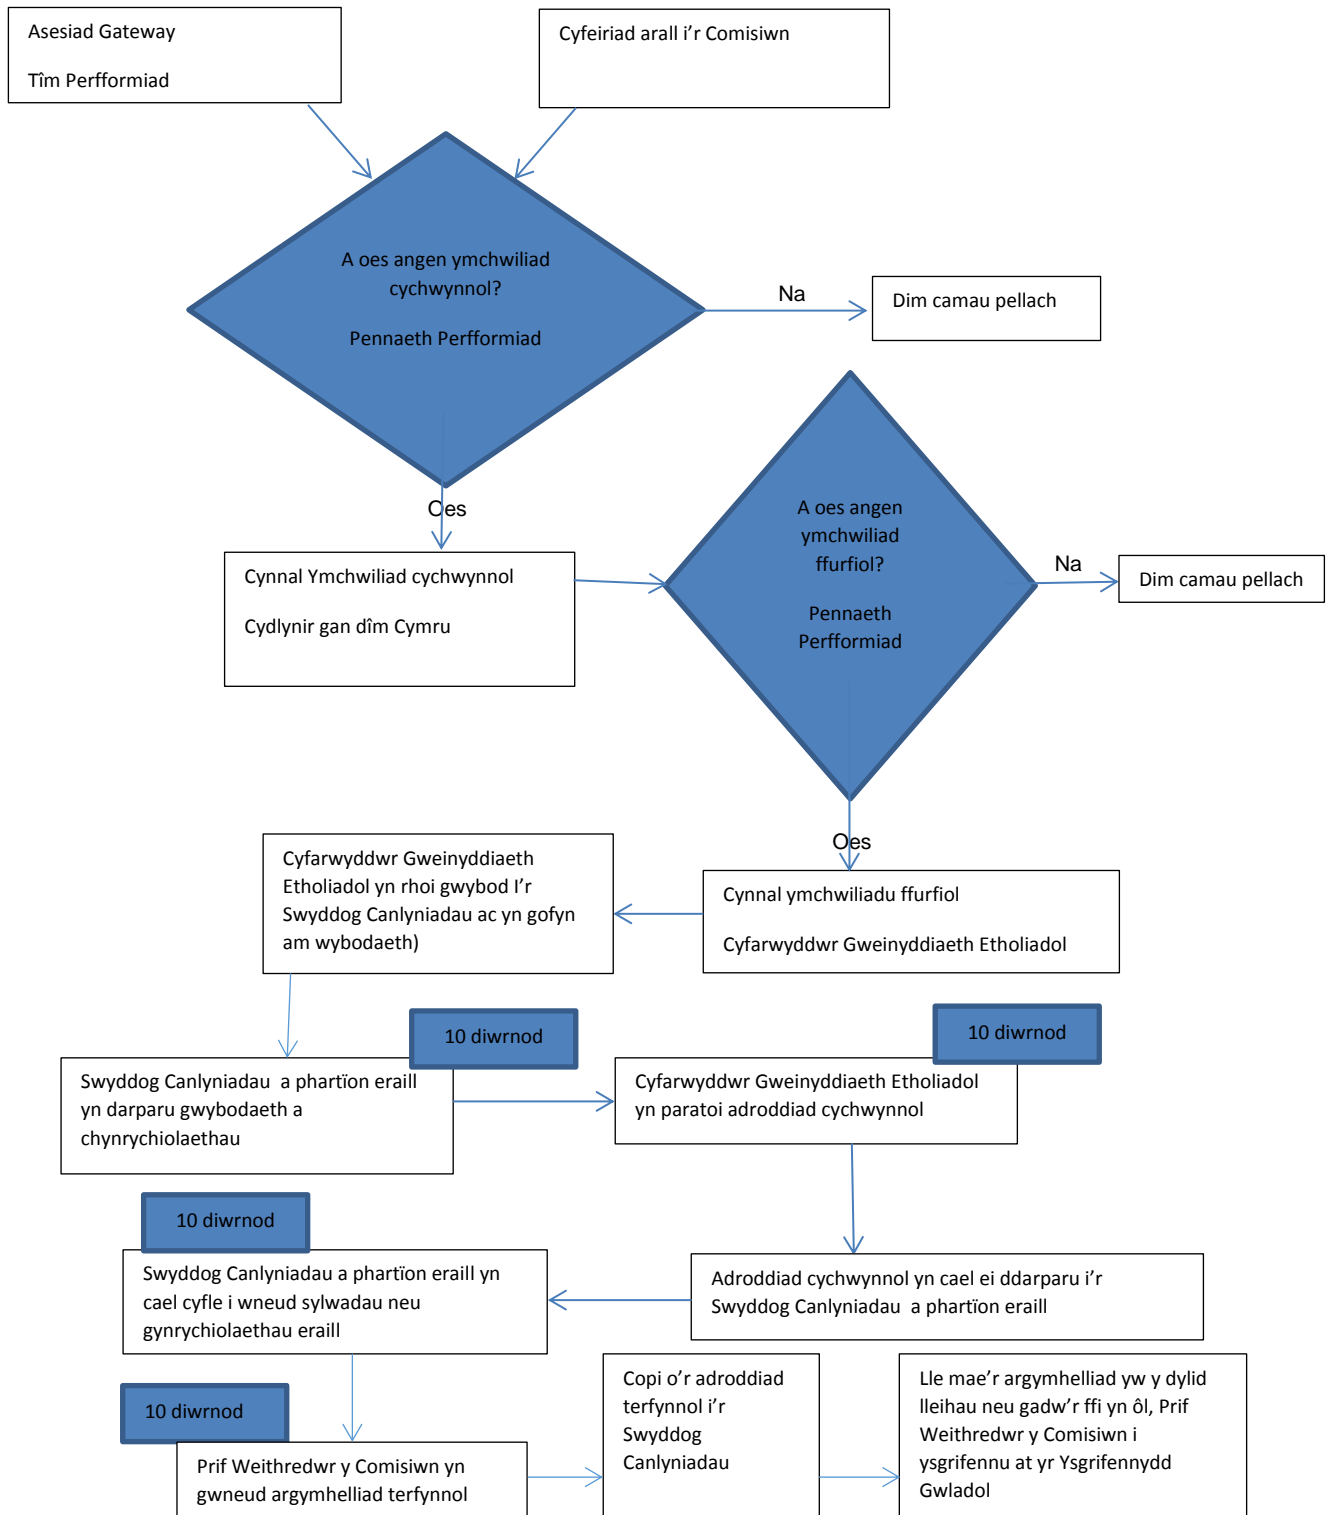 Asesiad Gateway
Tîm Perfformiad
Cyfeiriad arall i’r Comisiwn
A oes angen ymchwiliad
cychwynnol?
Pennaeth Perfformiad
Na
Dim camau pellach
Oes
Cynnal Ymchwiliad cychwynnol
Cydlynir gan dîm Cymru
A oes angen
ymchwiliad
ffurfiol?
Pennaeth
Perfformiad
Na
Dim camau pellach
Oes
Cynnal ymchwiliadu ffurfiol
Cyfarwyddwr Gweinyddiaeth Etholiadol
Cyfarwyddwr Gweinyddiaeth
Etholiadol yn rhoi gwybod I’r
Swyddog Canlyniadau ac yn gofyn
am wybodaeth)
10 diwrnod
Swyddog Canlyniadau  a phartïon eraill
yn darparu gwybodaeth a
chynrychiolaethau
10 diwrnod
Cyfarwyddwr Gweinyddiaeth Etholiadol
yn paratoi adroddiad cychwynnol
Adroddiad cychwynnol yn cael ei ddarparu i’r
Swyddog Canlyniadau  a phartïon eraill
10 diwrnod
Swyddog Canlyniadau a phartïon eraill yn
cael cyfle i wneud sylwadau neu
gynrychiolaethau eraill
10 diwrnod
Prif Weithredwr y Comisiwn yn
gwneud argymhelliad terfynnol
Copi o’r adroddiad
terfynnol i’r
Swyddog
Canlyniadau
Lle mae’r argymhelliad yw y dylid
lleihau neu gadw’r ffi yn ôl, Prif
Weithredwr y Comisiwn i
ysgrifennu at yr Ysgrifennydd
Gwladol